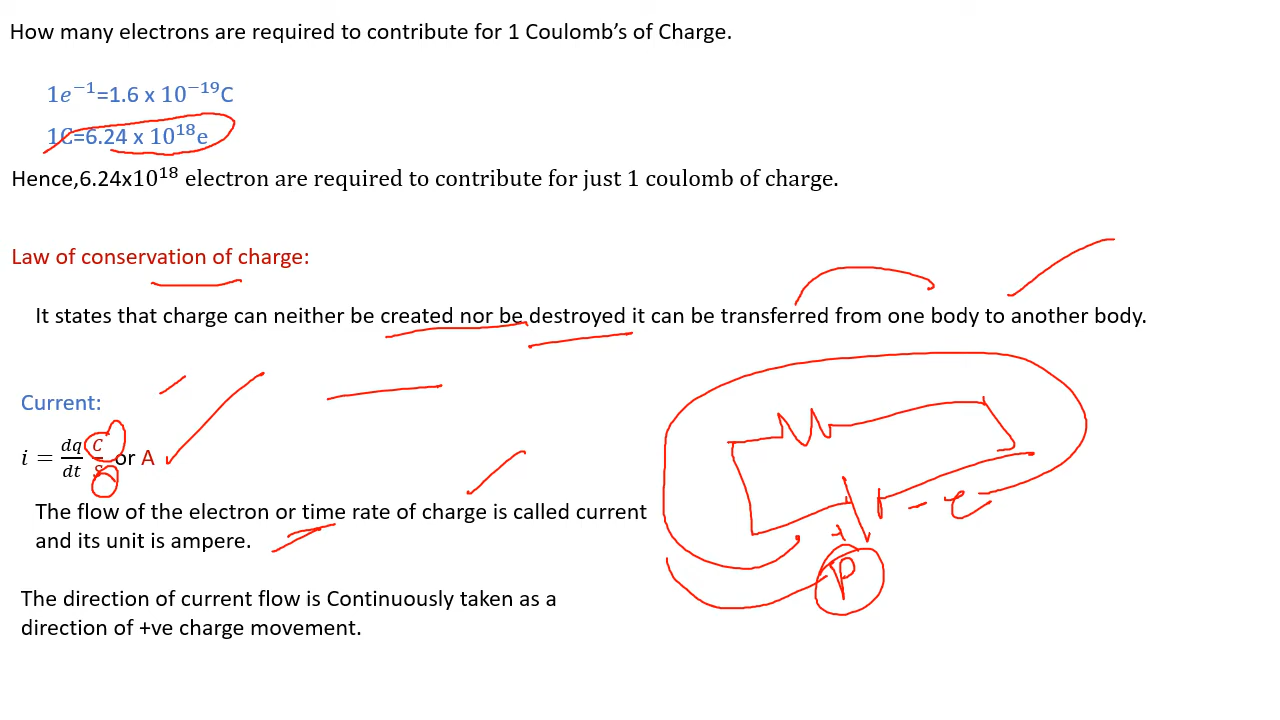 How many electrons are required to contribute for 1 Coulomb’s of Charge.
1e⁻¹=1.6 x 10⁻¹⁹C
1C=6.24 x 10¹⁸e
Hence,6.24x10¹⁸ electron are required to contribute for just 1 coulomb of charge.
Law of conservation of charge:
It states that charge can neither be created nor be destroyed it can be transferred from one body to another body.
Current:
i = dq/dt C/S or A
The flow of the electron or time rate of charge is called current
and its unit is ampere.
+ - e
P
The direction of current flow is Continuously taken as a
direction of +ve charge movement.